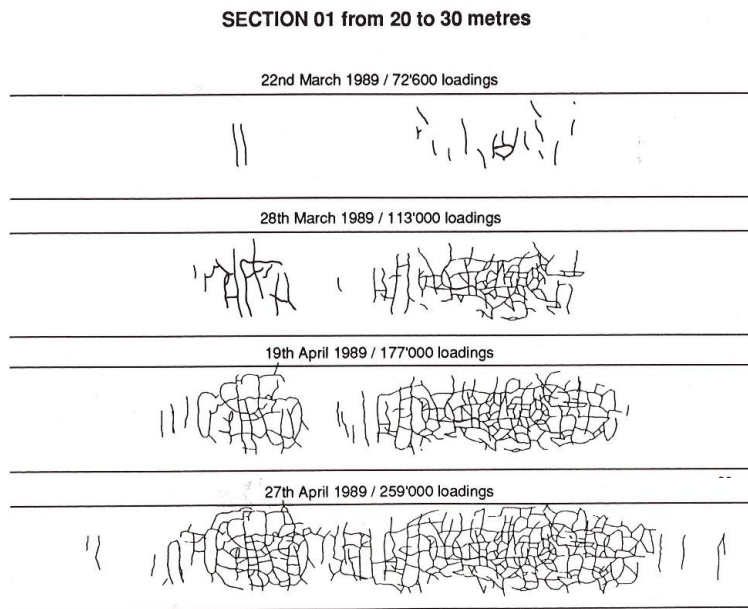 SECTION 01 from 20 to 30 metres
22nd March 1989 / 72'600 loadings
28th March 1989 / 113'000 loadings
19th April 1989 / 177'000 loadings
27th April 1989 / 259'000 loadings